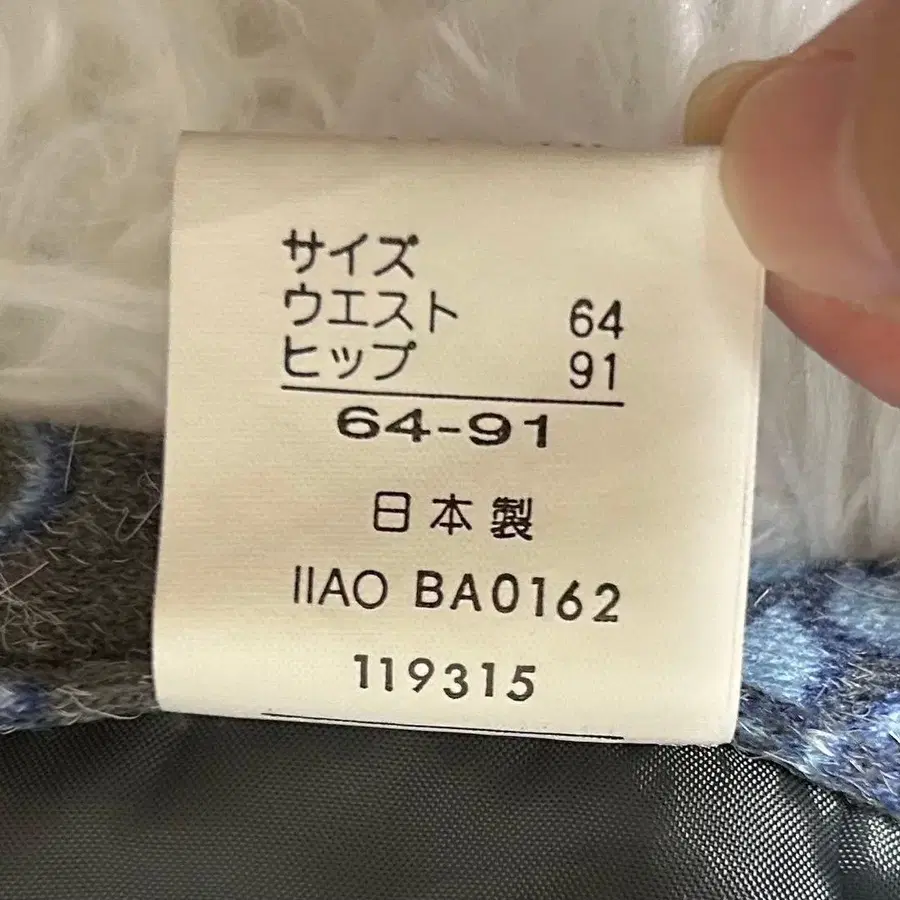 サイズ
ウエスト 64
ヒップ 91
64-91
日本製
IIAO BA0162
119315